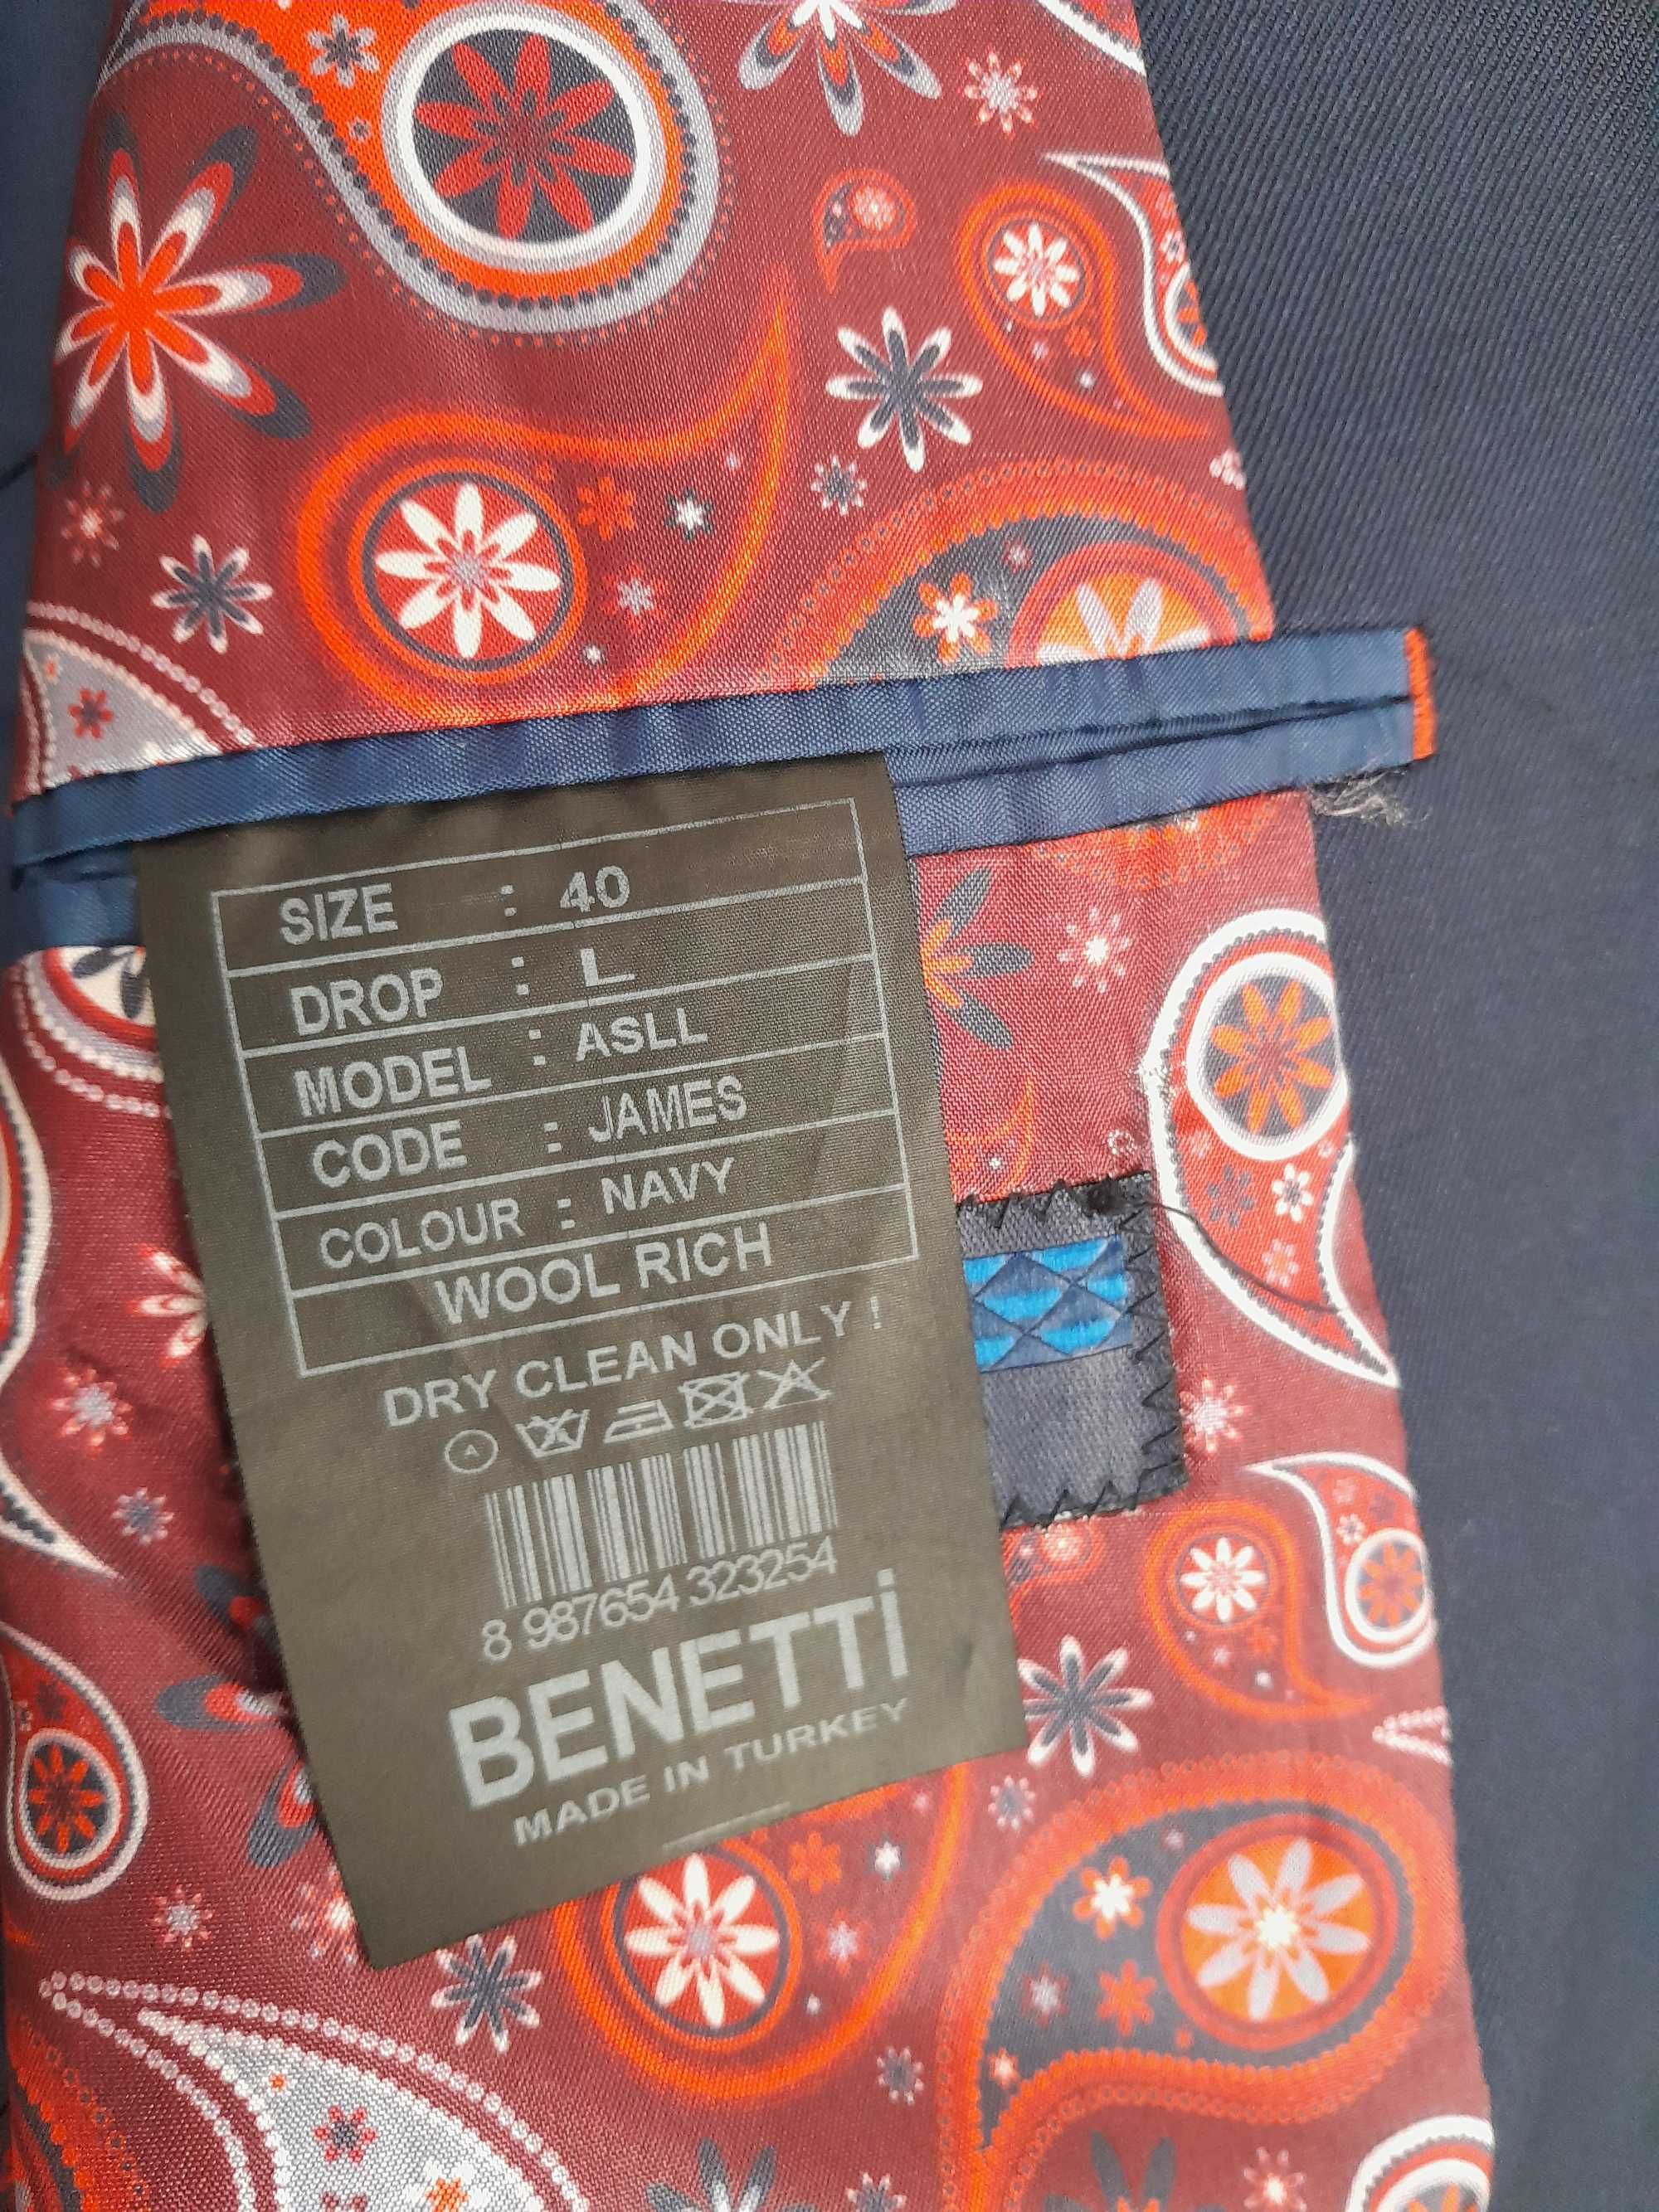 SIZE : 40
DROP : L
MODEL : ASLL
CODE : JAMES
COLOUR : NAVY
WOOL RICH
DRY CLEAN ONLY !
A
8 987654 323254
BENETTİ
MADE IN TURKEY